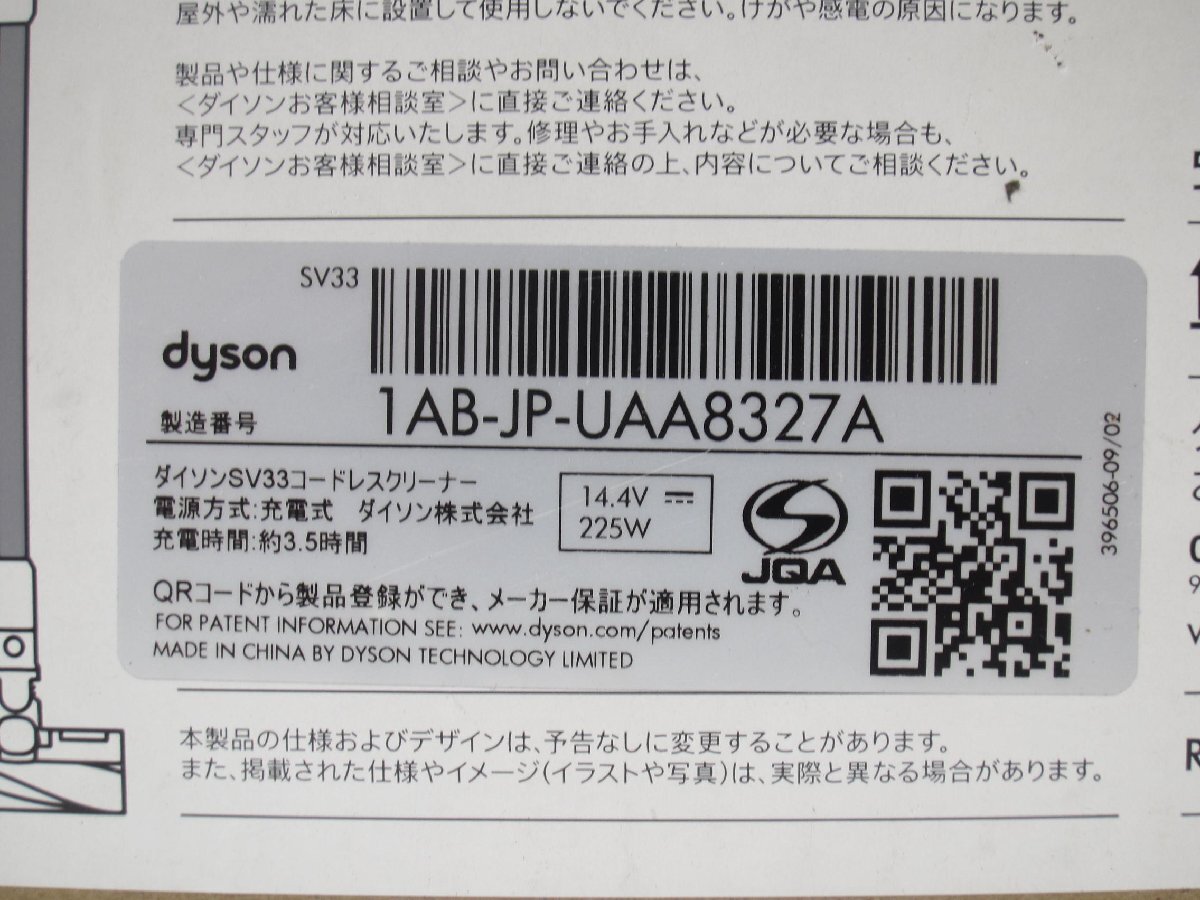 屋外や濡れた床に設置して使用しないでください。けがや感電の原因になります。
製品や仕様に関するご相談やお問い合わせは、
＜ダイソンお客様相談室＞に直接ご連絡ください。
専門スタッフが対応いたします。修理やお手入れなどが必要な場合も、
＜ダイソンお客様相談室＞に直接ご連絡の上、内容についてご相談ください。
SV33
dyson
製造番号
1AB-JP-UAA8327A
ダイソンSV33コードレスクリーナー
電源方式:充電式 ダイソン株式会社
充電時間:約3.5時間
14.4V
225W
JQA
396506-09/02
QRコードから製品登録ができ、メーカー保証が適用されます。
FOR PATENT INFORMATION SEE: www.dyson.com/patents
MADE IN CHINA BY DYSON TECHNOLOGY LIMITED
本製品の仕様およびデザインは、予告なしに変更することがあります。
また、掲載された仕様やイメージ(イラストや写真)は、実際と異なる場合があります。